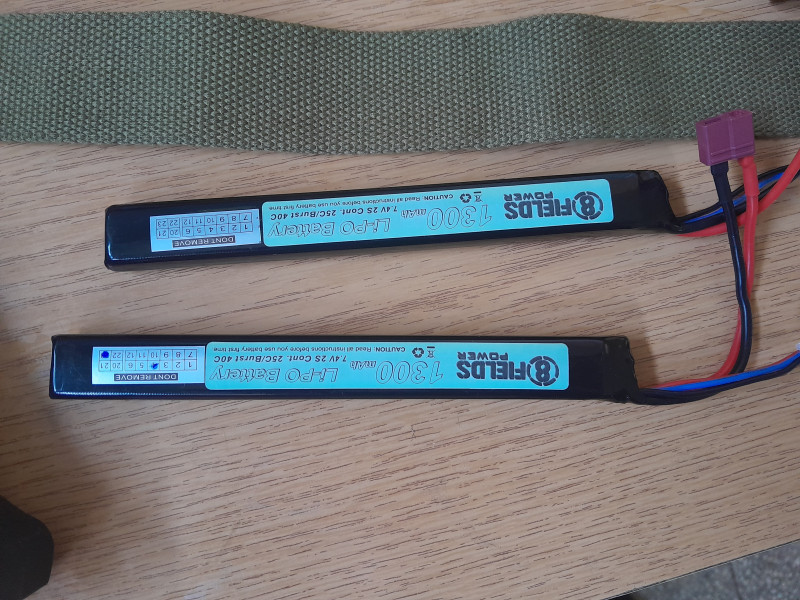 8FIELDS
POWER
1300 mAh Li-PO Battery
7.4V 2S Cont. 25C/Burst 40C
CAUTION. Read all instructions before you use battery first time
DONT REMOVE
1 2 3 4 5 6 20 21
7 8 9 10 11 12 22 23
8FIELDS
POWER
1300 mAh Li-PO Battery
7.4V 2S Cont. 25C/Burst 40C
CAUTION. Read all instructions before you use battery first time
DONT REMOVE
1 2 3 5 6 20 21
7 8 9 10 11 12 22